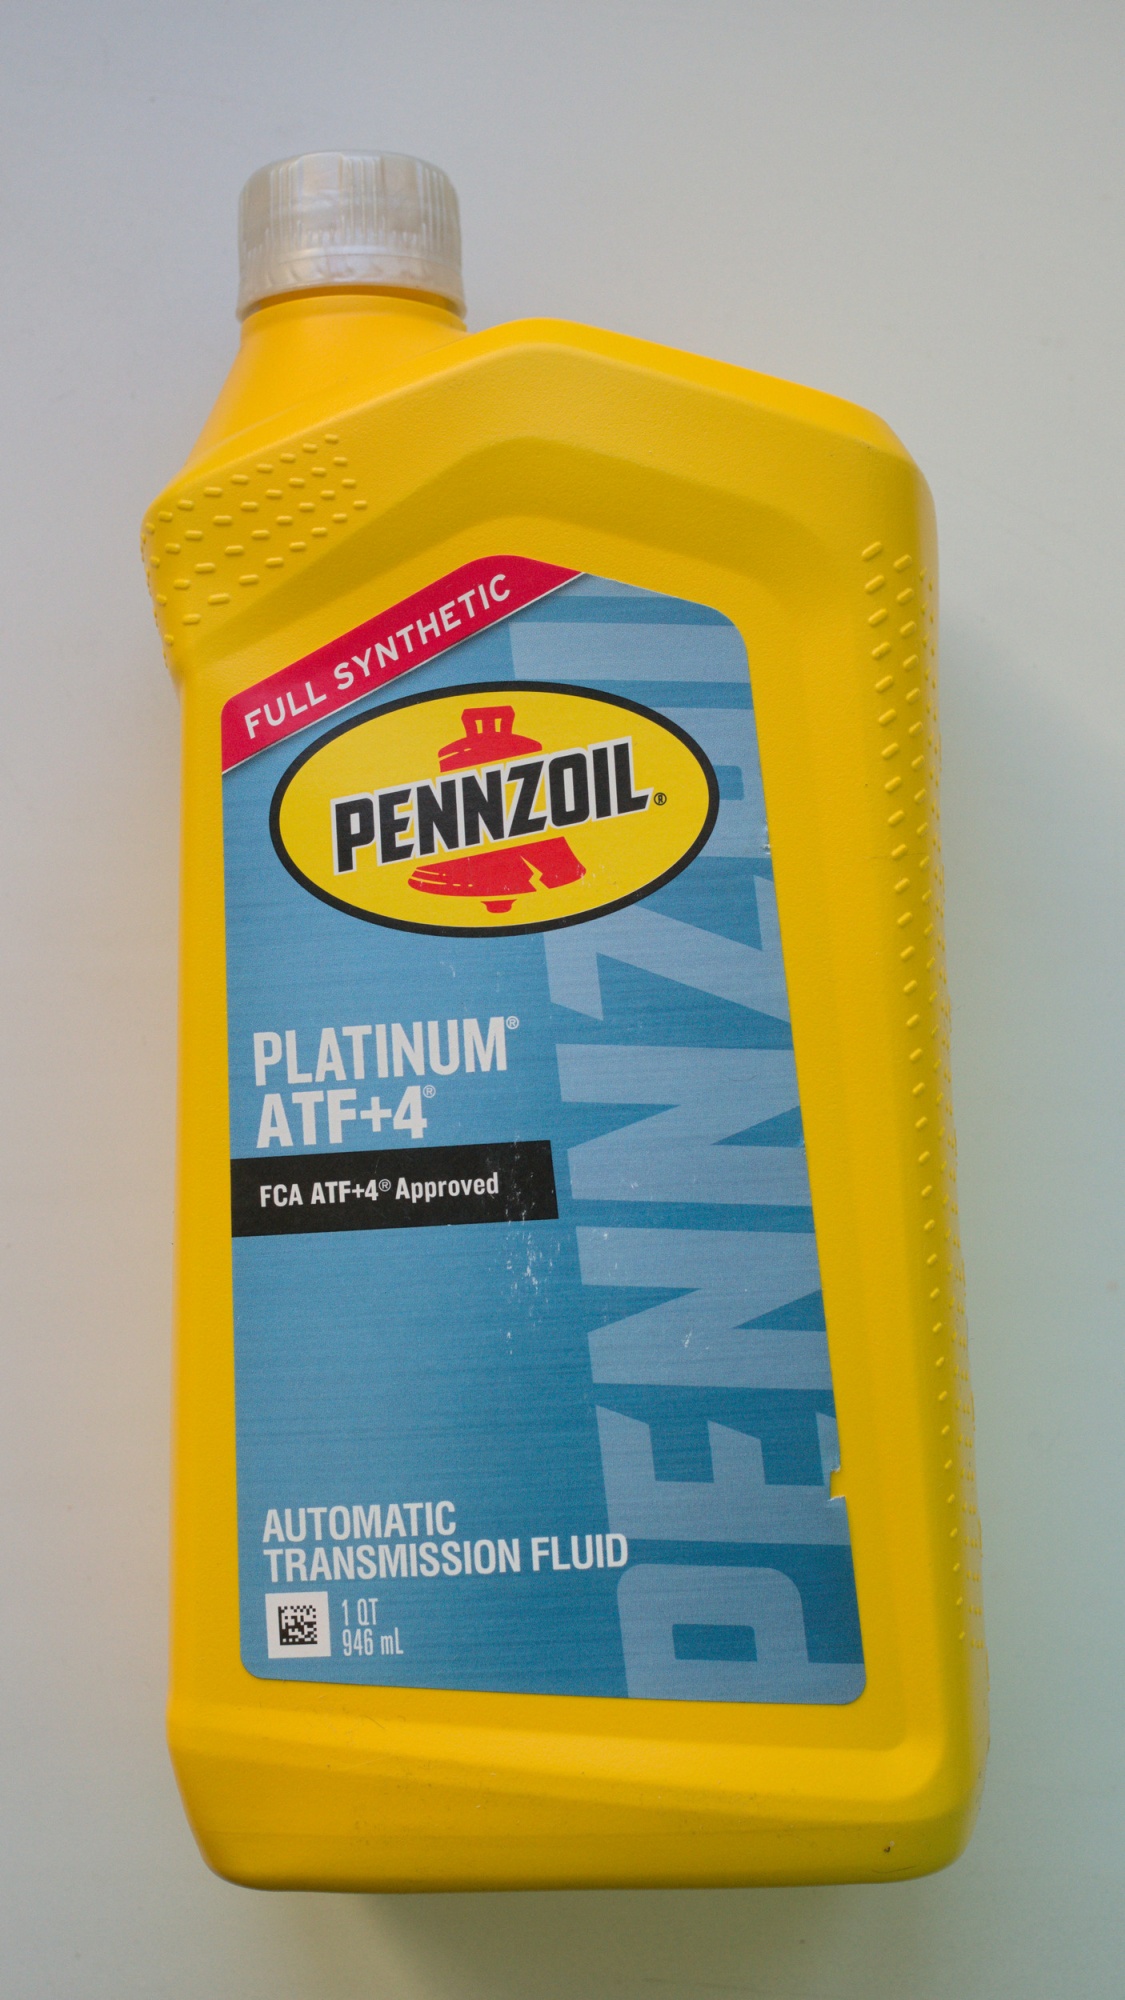 FULL SYNTHETIC
PENNZOIL®
PLATINUM®
ATF+4®
FCA ATF+4® Approved
AUTOMATIC
TRANSMISSION FLUID
1 QT
946 mL
PENNZOIL